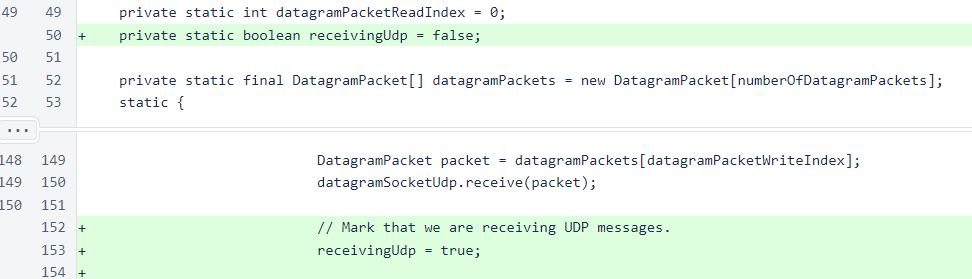 49 49 private static int datagramPacketReadIndex = 0;
50 + private static boolean receivingUdp = false;
50 51
51 52 private static final DatagramPacket[] datagramPackets = new DatagramPacket[numberOfDatagramPackets];
52 53 static {
...
148 149 DatagramPacket packet = datagramPackets[datagramPacketWriteIndex];
149 150 datagramSocketUdp.receive(packet);
150 151
152 + // Mark that we are receiving UDP messages.
153 + receivingUdp = true;
154 +